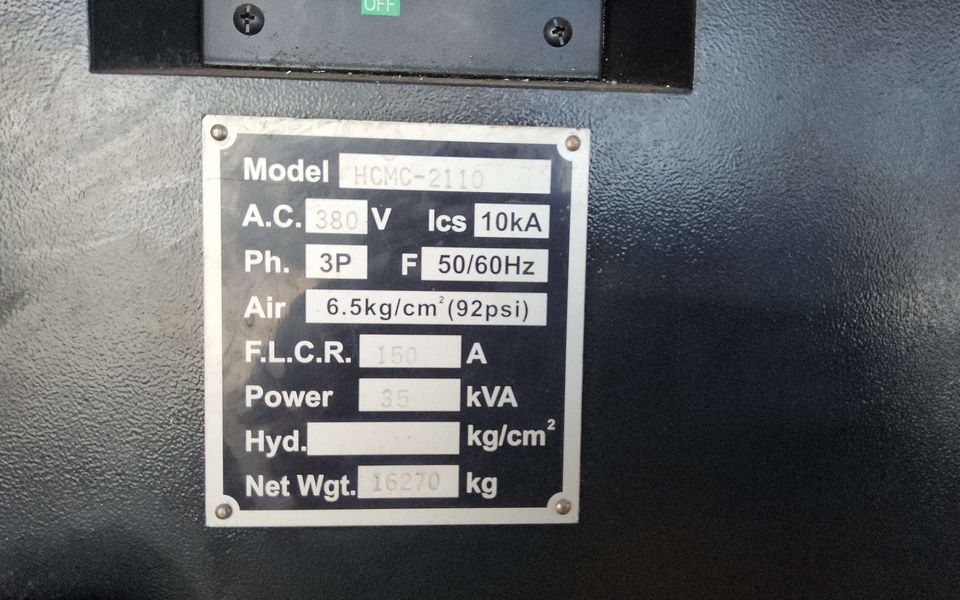 OFF
Model HCMC-2110
A.C. 380 V Ics 10kA
Ph. 3P F 50/60Hz
Air 6.5kg/cm²(92psi)
F.L.C.R. 150 A
Power 35 kVA
Hyd. kg/cm²
Net Wgt. 16270 kg